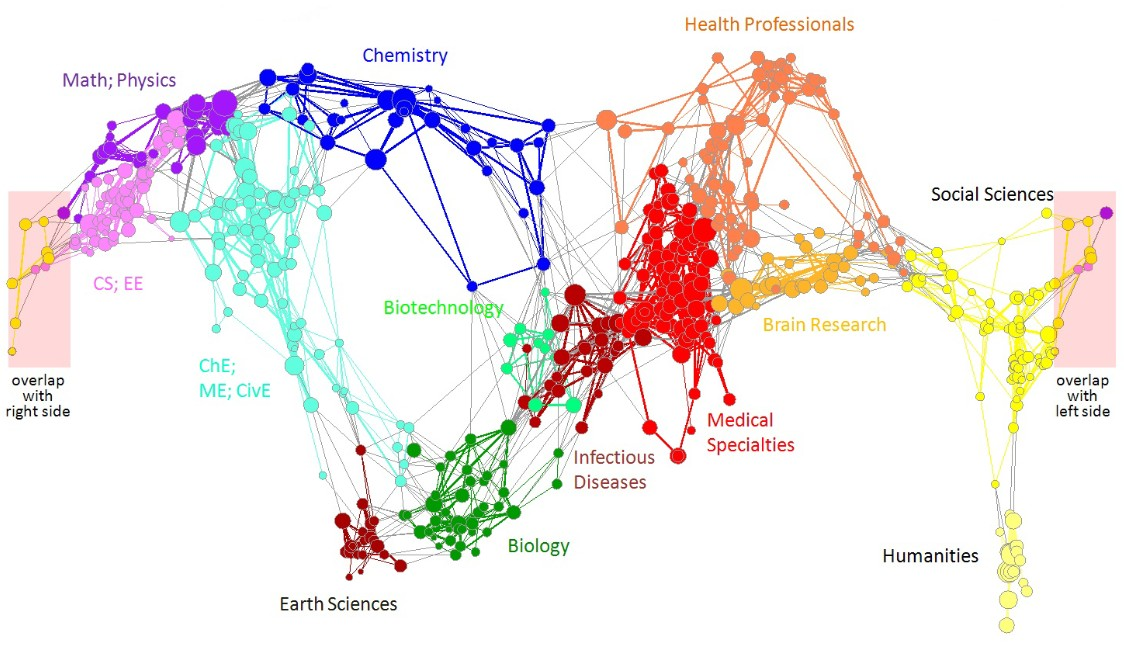 Health Professionals
Chemistry
Math; Physics
Social Sciences
CS; EE
Biotechnology
Brain Research
ChE;
ME; CivE
overlap
with
right side
overlap
with
left side
Medical
Specialties
Infectious
Diseases
Biology
Humanities
Earth Sciences